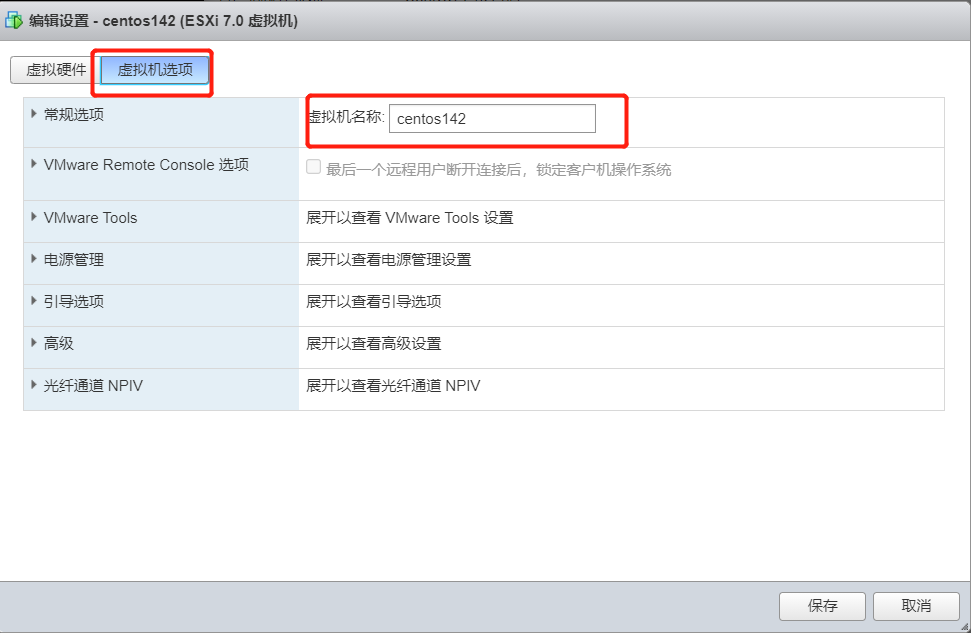 编辑设置 - centos142 (ESXi 7.0 虚拟机)
虚拟硬件 虚拟机选项
常规选项 虚拟机名称: centos142
VMware Remote Console 选项 最后一个远程用户断开连接后，锁定客户机操作系统
VMware Tools 展开以查看 VMware Tools 设置
电源管理 展开以查看电源管理设置
引导选项 展开以查看引导选项
高级 展开以查看高级设置
光纤通道 NPIV 展开以查看光纤通道 NPIV
保存 取消